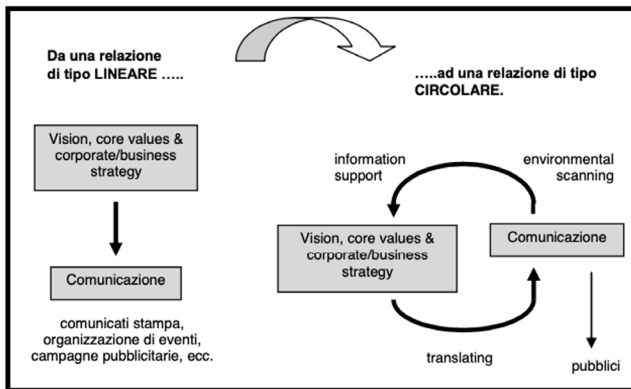 Da una relazione
di tipo LINEARE .....
.....ad una relazione di tipo
CIRCOLARE.
Vision, core values &
corporate/business
strategy
Comunicazione
comunicati stampa,
organizzazione di eventi,
campagne pubblicitarie, ecc.
information
support
environmental
scanning
Vision, core values &
corporate/business
strategy
Comunicazione
translating
pubblici